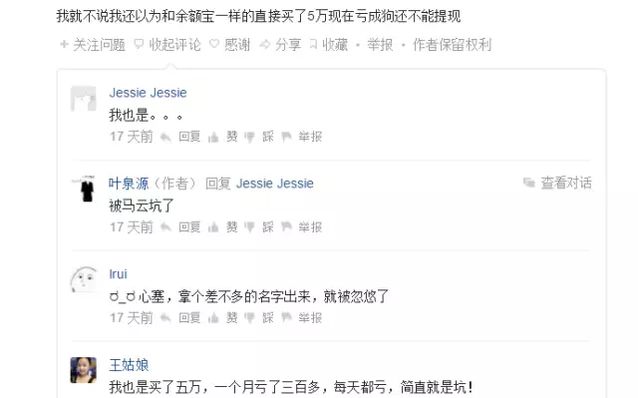 我就不说我还以为和余额宝一样的直接买了5万现在亏成狗还不能提现
+ 关注问题 收起评论 感谢 分享 收藏 • 举报 • 作者保留权利
Jessie Jessie
我也是。。。
17 天前 回复 赞 踩 举报
叶泉源（作者） 回复 Jessie Jessie 查看对话
被马云坑了
17 天前 回复 赞 踩 举报
Irui
ಠ_ಠ 心塞，拿个差不多的名字出来，就被忽悠了
17 天前 回复 赞 踩 举报
王姑娘
我也是买了五万，一个月亏了三百多，每天都亏，简直就是坑！